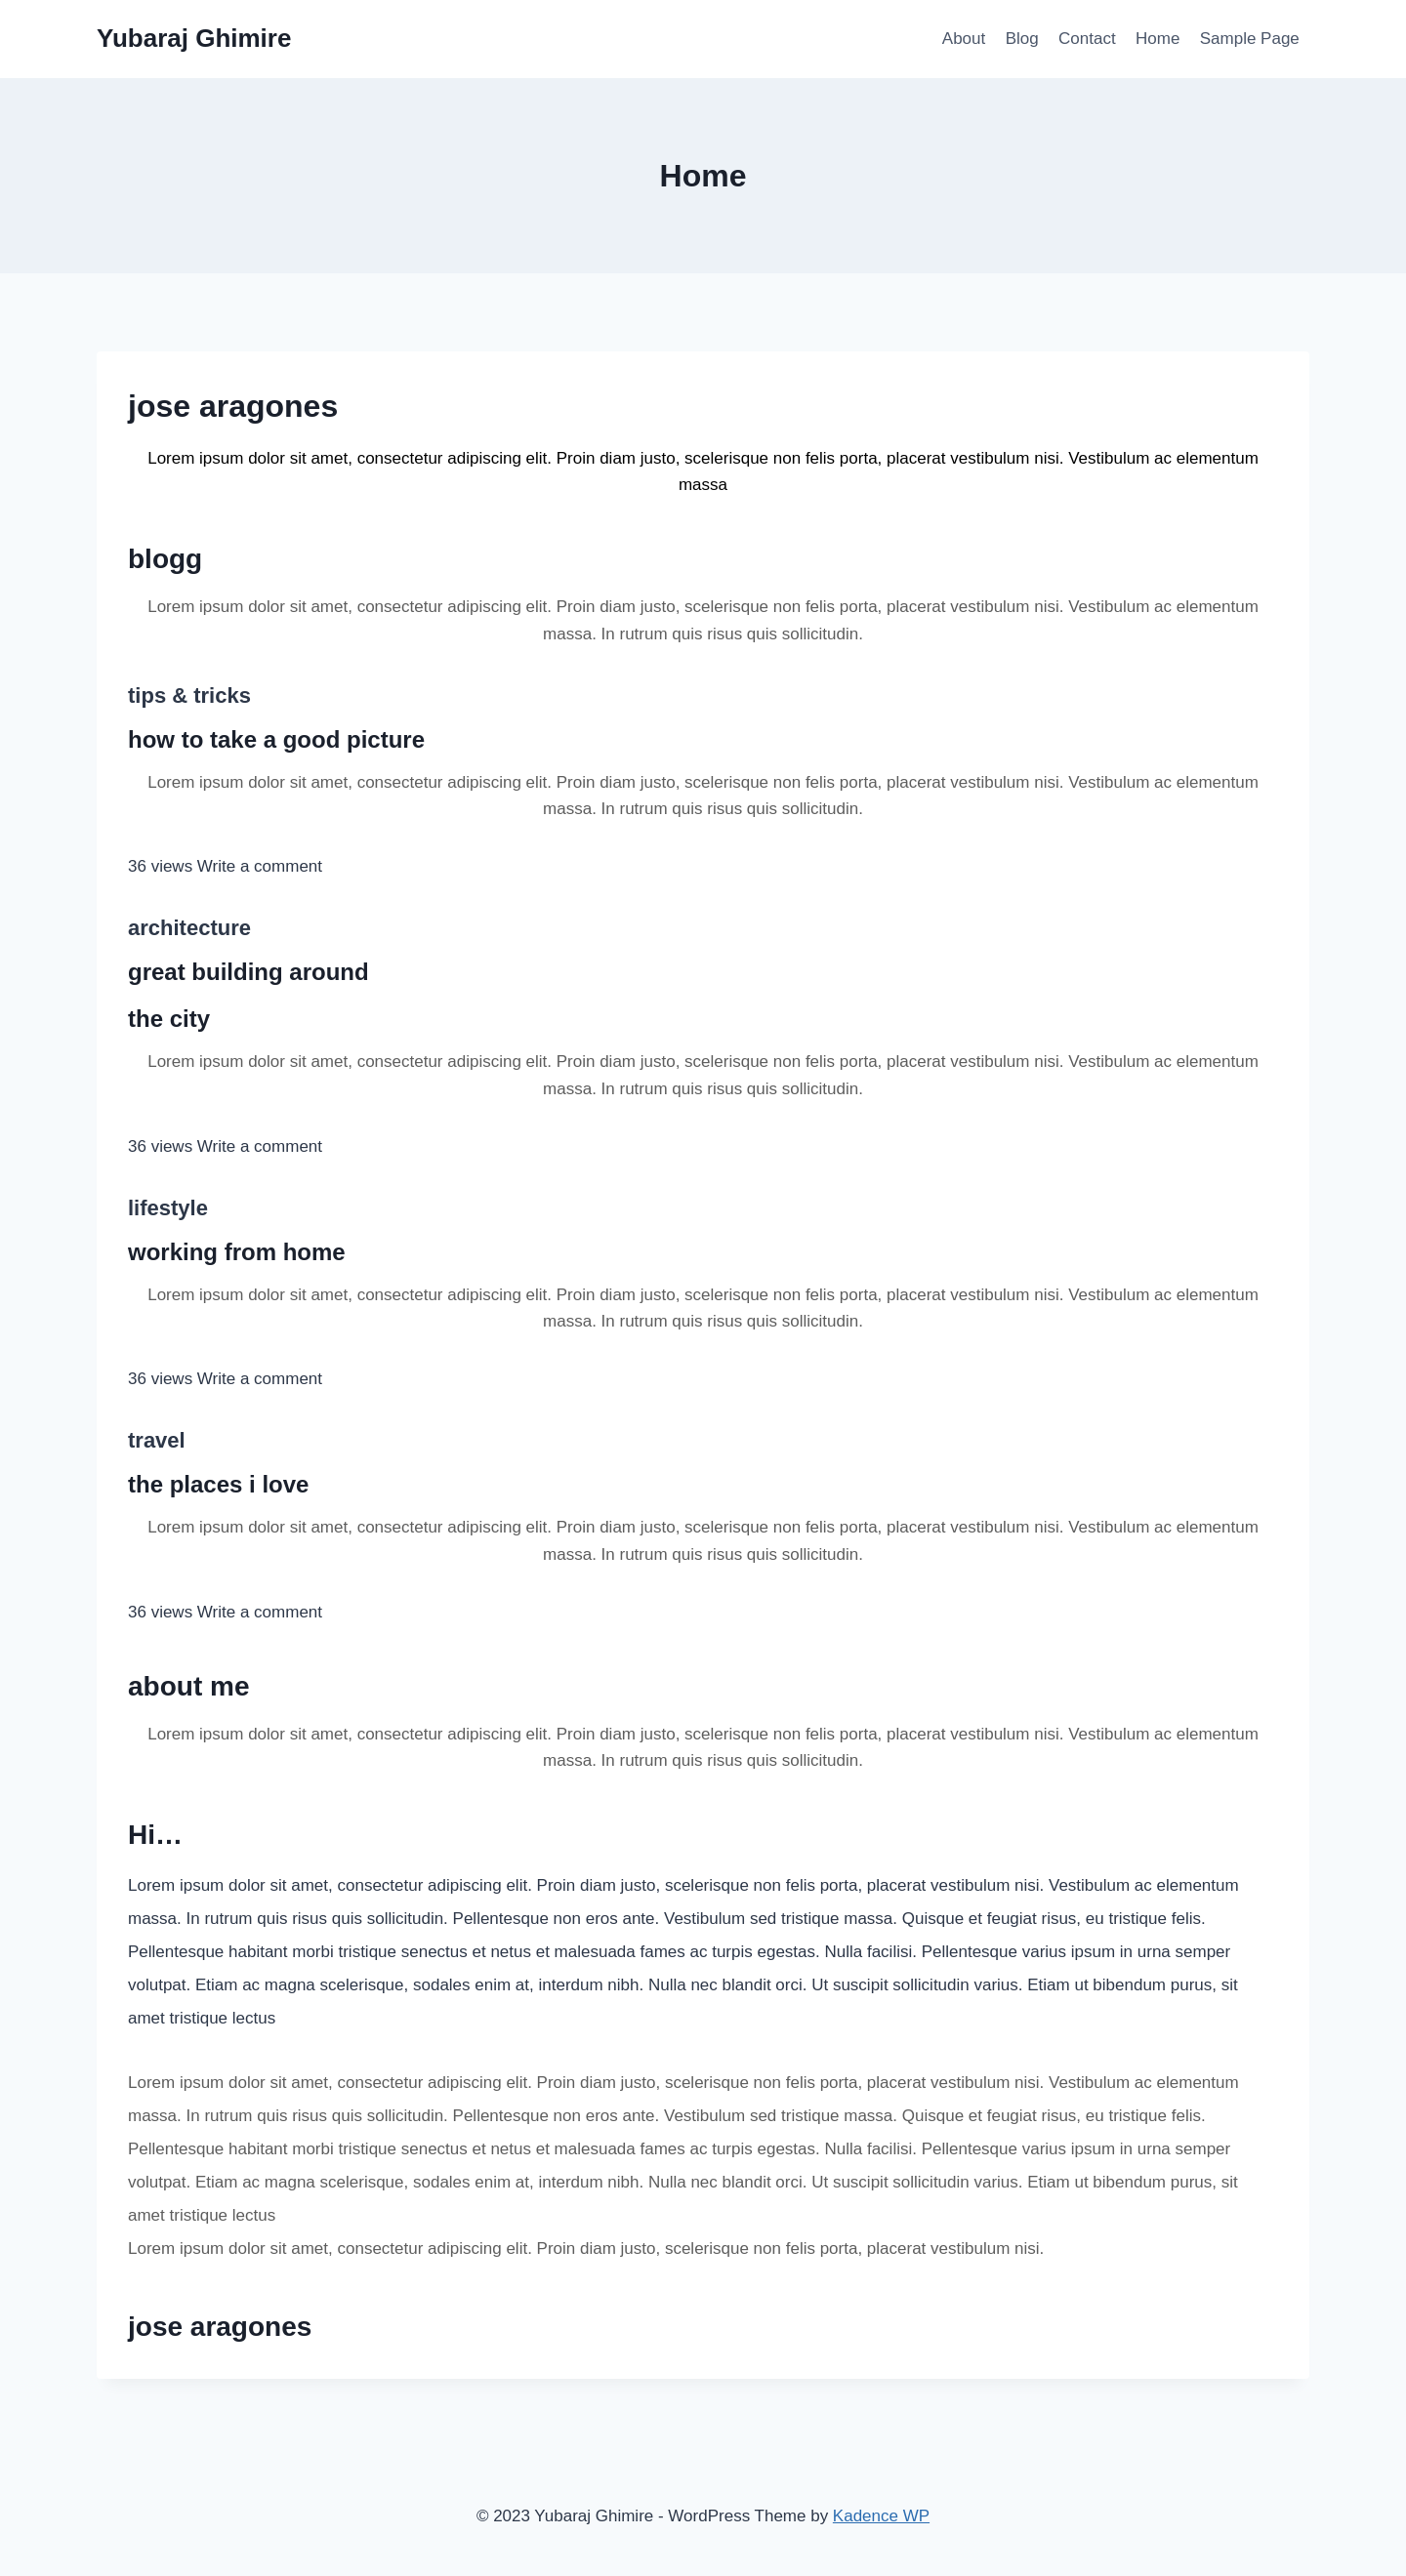 Yubaraj Ghimire
About Blog Contact Home Sample Page
Home
jose aragones
Lorem ipsum dolor sit amet, consectetur adipiscing elit. Proin diam justo, scelerisque non felis porta, placerat vestibulum nisi. Vestibulum ac elementum
massa
blogg
Lorem ipsum dolor sit amet, consectetur adipiscing elit. Proin diam justo, scelerisque non felis porta, placerat vestibulum nisi. Vestibulum ac elementum
massa. In rutrum quis risus quis sollicitudin.
tips & tricks
how to take a good picture
Lorem ipsum dolor sit amet, consectetur adipiscing elit. Proin diam justo, scelerisque non felis porta, placerat vestibulum nisi. Vestibulum ac elementum
massa. In rutrum quis risus quis sollicitudin.
36 views Write a comment
architecture
great building around
the city
Lorem ipsum dolor sit amet, consectetur adipiscing elit. Proin diam justo, scelerisque non felis porta, placerat vestibulum nisi. Vestibulum ac elementum
massa. In rutrum quis risus quis sollicitudin.
36 views Write a comment
lifestyle
working from home
Lorem ipsum dolor sit amet, consectetur adipiscing elit. Proin diam justo, scelerisque non felis porta, placerat vestibulum nisi. Vestibulum ac elementum
massa. In rutrum quis risus quis sollicitudin.
36 views Write a comment
travel
the places i love
Lorem ipsum dolor sit amet, consectetur adipiscing elit. Proin diam justo, scelerisque non felis porta, placerat vestibulum nisi. Vestibulum ac elementum
massa. In rutrum quis risus quis sollicitudin.
36 views Write a comment
about me
Lorem ipsum dolor sit amet, consectetur adipiscing elit. Proin diam justo, scelerisque non felis porta, placerat vestibulum nisi. Vestibulum ac elementum
massa. In rutrum quis risus quis sollicitudin.
Hi…
Lorem ipsum dolor sit amet, consectetur adipiscing elit. Proin diam justo, scelerisque non felis porta, placerat vestibulum nisi. Vestibulum ac elementum
massa. In rutrum quis risus quis sollicitudin. Pellentesque non eros ante. Vestibulum sed tristique massa. Quisque et feugiat risus, eu tristique felis.
Pellentesque habitant morbi tristique senectus et netus et malesuada fames ac turpis egestas. Nulla facilisi. Pellentesque varius ipsum in urna semper
volutpat. Etiam ac magna scelerisque, sodales enim at, interdum nibh. Nulla nec blandit orci. Ut suscipit sollicitudin varius. Etiam ut bibendum purus, sit
amet tristique lectus
Lorem ipsum dolor sit amet, consectetur adipiscing elit. Proin diam justo, scelerisque non felis porta, placerat vestibulum nisi. Vestibulum ac elementum
massa. In rutrum quis risus quis sollicitudin. Pellentesque non eros ante. Vestibulum sed tristique massa. Quisque et feugiat risus, eu tristique felis.
Pellentesque habitant morbi tristique senectus et netus et malesuada fames ac turpis egestas. Nulla facilisi. Pellentesque varius ipsum in urna semper
volutpat. Etiam ac magna scelerisque, sodales enim at, interdum nibh. Nulla nec blandit orci. Ut suscipit sollicitudin varius. Etiam ut bibendum purus, sit
amet tristique lectus
Lorem ipsum dolor sit amet, consectetur adipiscing elit. Proin diam justo, scelerisque non felis porta, placerat vestibulum nisi.
jose aragones
© 2023 Yubaraj Ghimire - WordPress Theme by Kadence WP